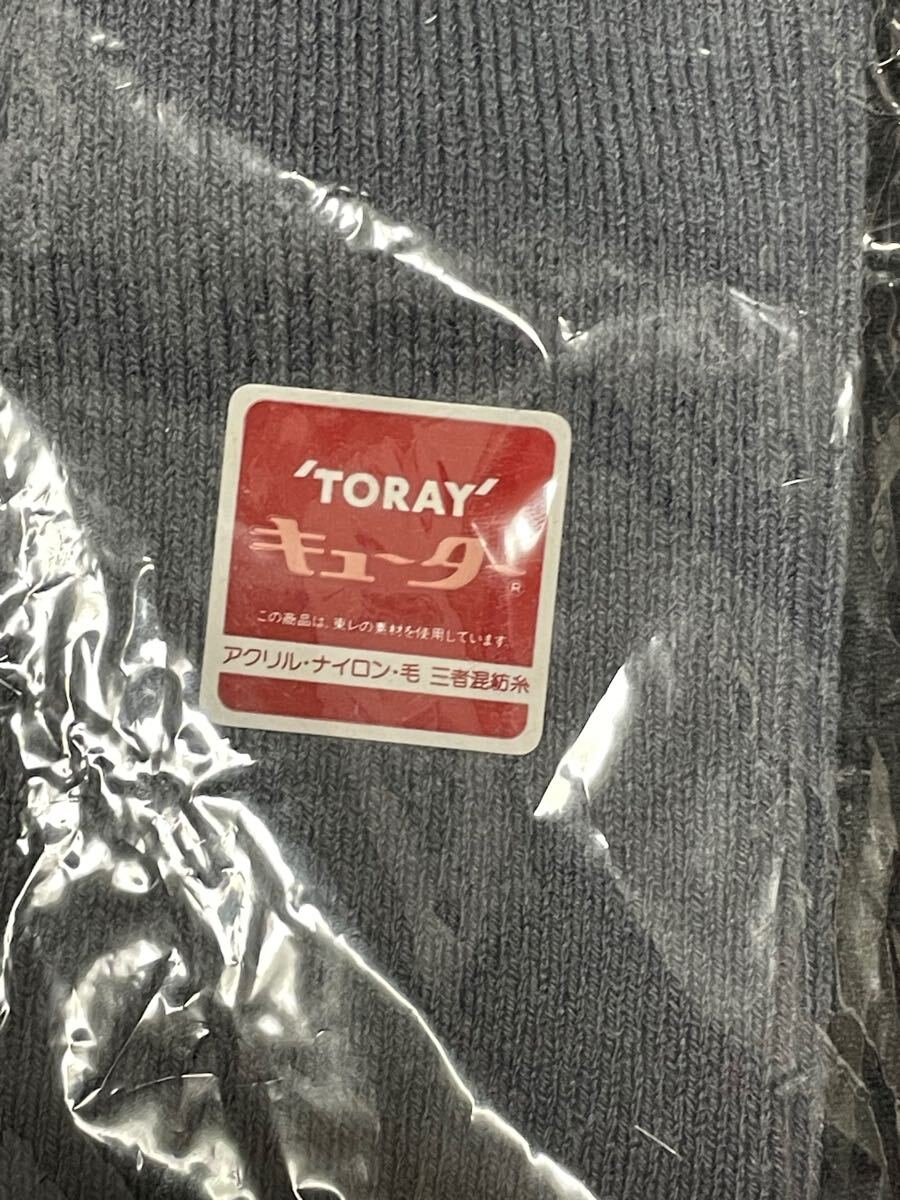 'TORAY'
キューター
®
この商品は、東レの素材を使用しています。
アクリル・ナイロン・毛 三者混紡糸